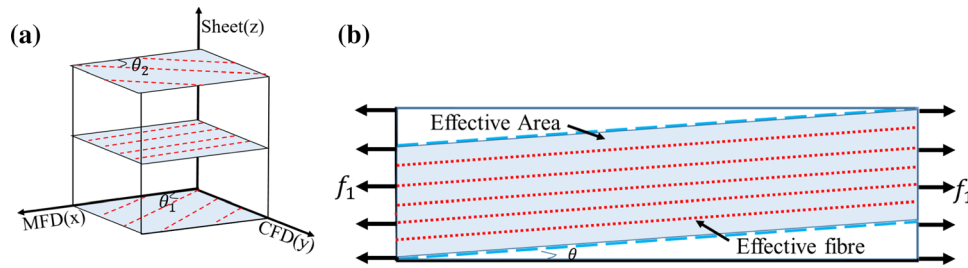 (a)
Sheet(z)
θ₂
θ₁
MFD(x)
CFD(y)
(b)
Effective Area
f₁
f₁
Effective fibre
θ